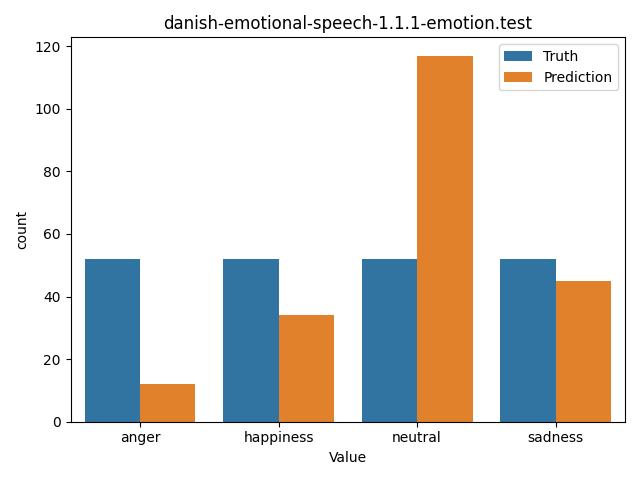 danish-emotional-speech-1.1.1-emotion.test
Truth
Prediction
count
120
100
80
60
40
20
0
anger happiness neutral sadness
Value